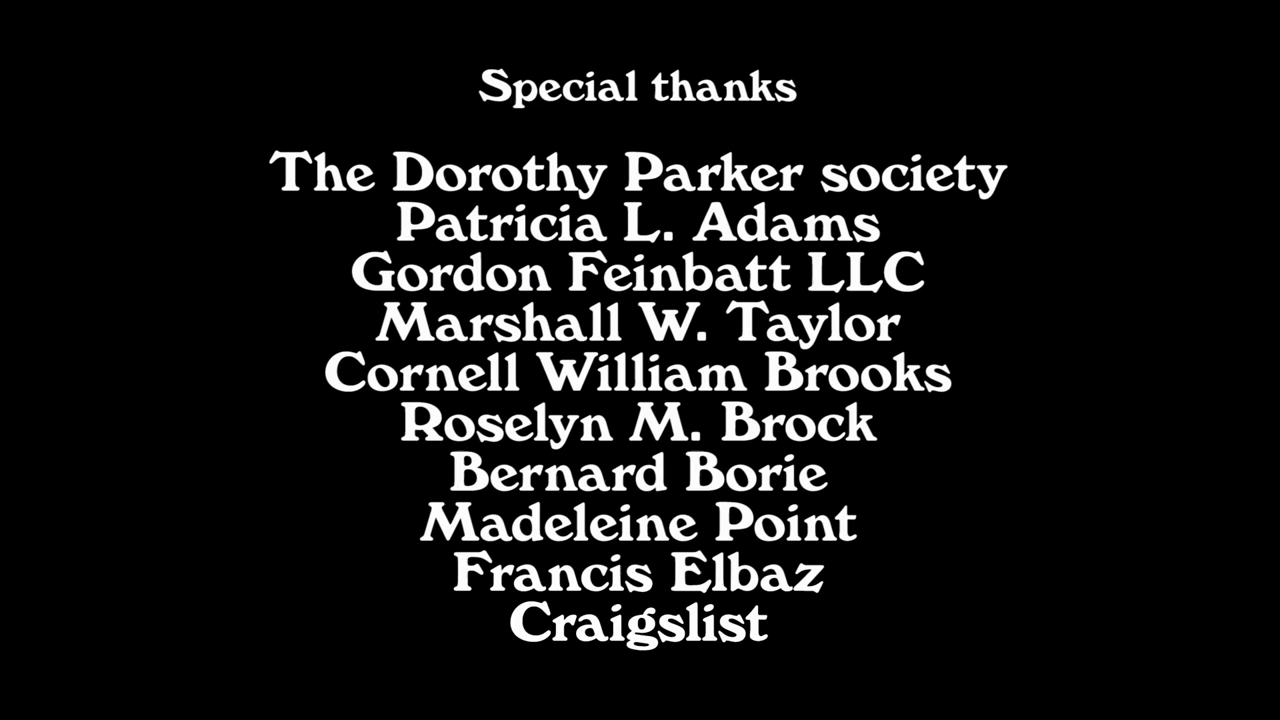 Special thanks
The Dorothy Parker society
Patricia L. Adams
Gordon Feinbatt LLC
Marshall W. Taylor
Cornell William Brooks
Roselyn M. Brock
Bernard Borie
Madeleine Point
Francis Elbaz
Craigslist